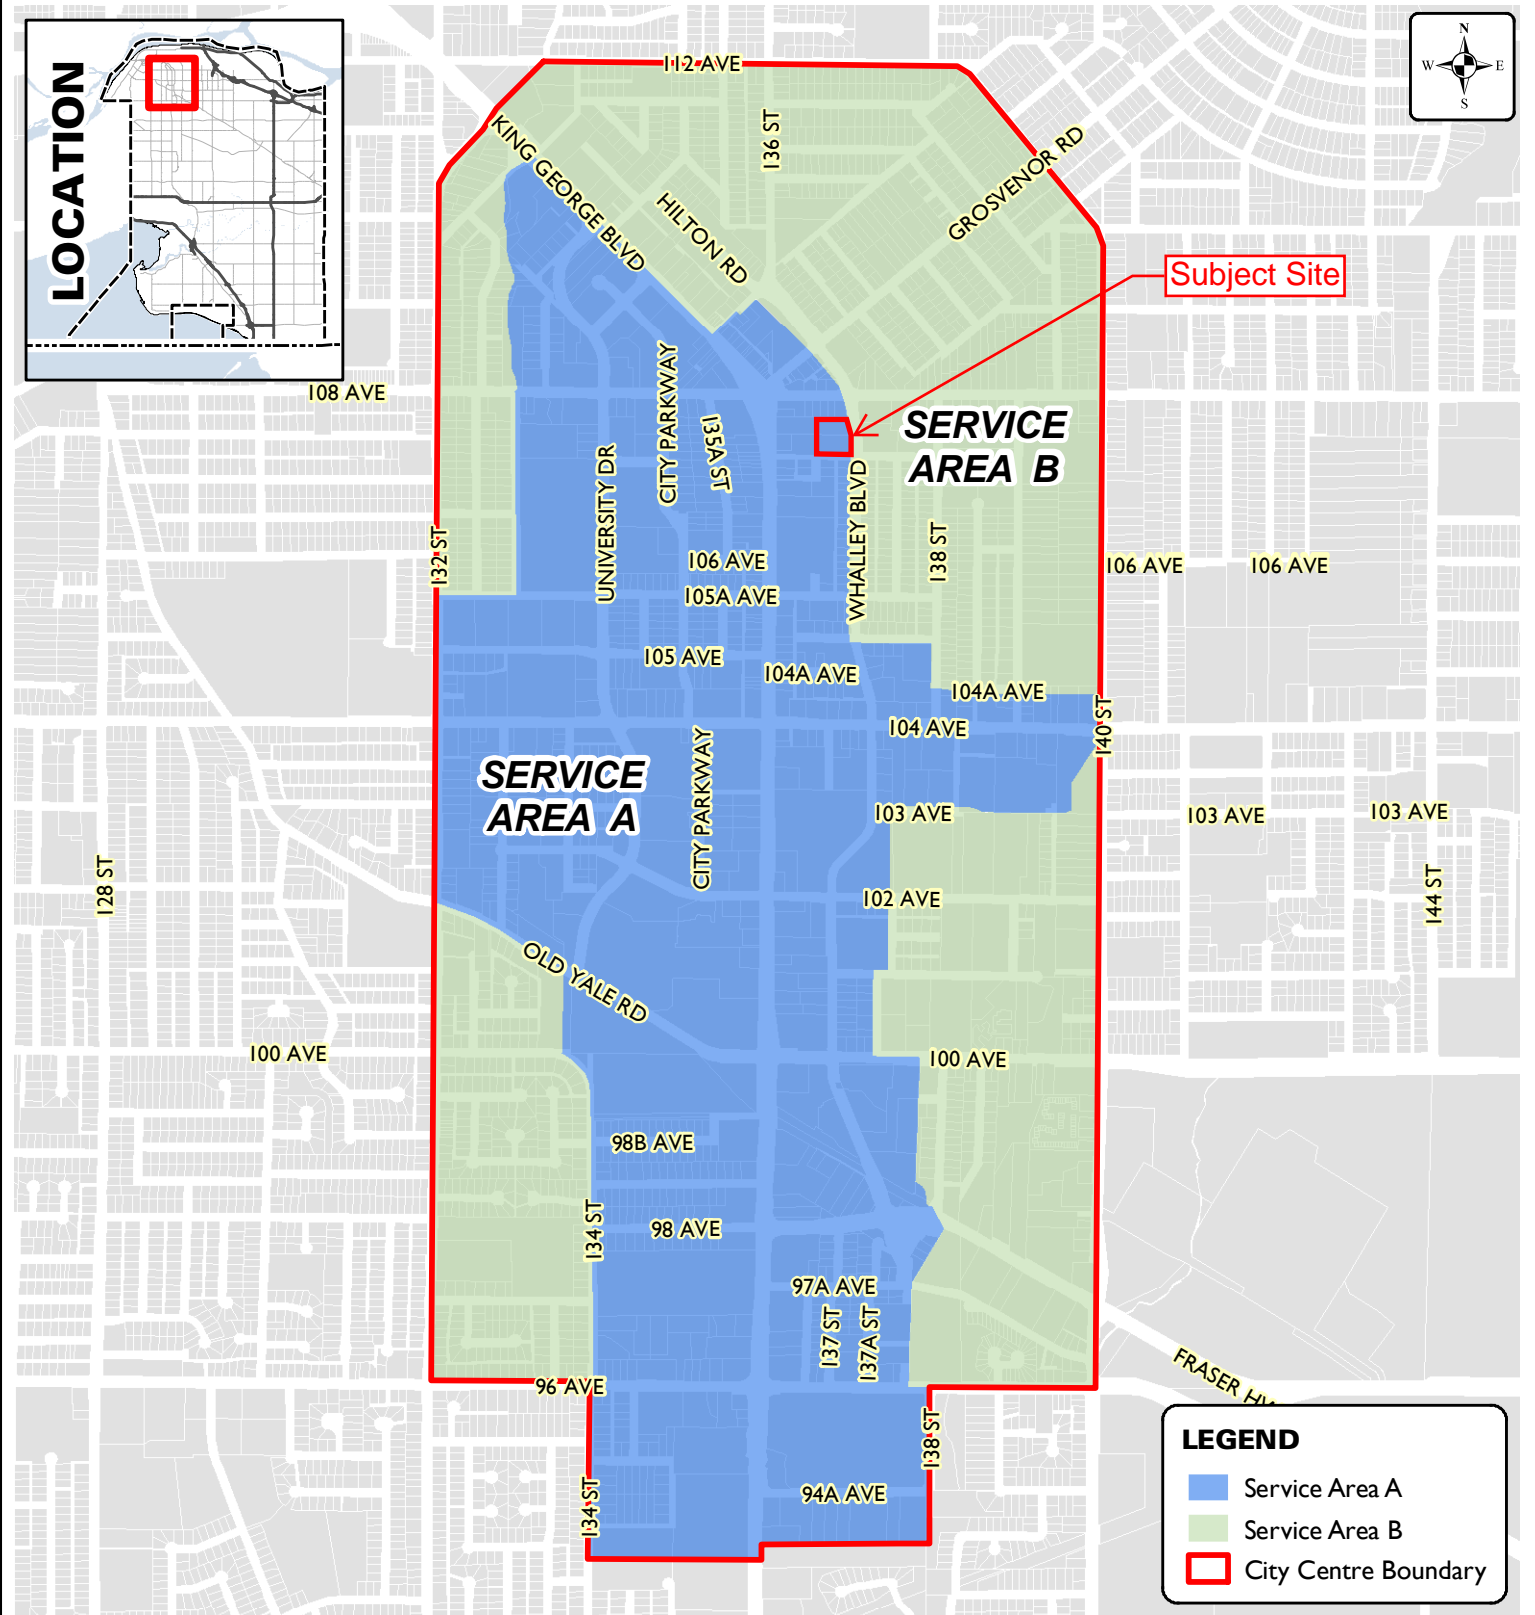 LOCATION
N
W E
S
112 AVE
136 ST
KING GEORGE BLVD
HILTON RD
GROSVENOR RD
Subject Site
108 AVE
CITY PARKWAY
135A ST
SERVICE
AREA B
UNIVERSITY DR
WHALLEY BLVD
132 ST
138 ST
106 AVE
106 AVE
106 AVE
105A AVE
105 AVE
104A AVE
104A AVE
104 AVE
140 ST
SERVICE
AREA A
CITY PARKWAY
103 AVE
103 AVE
103 AVE
128 ST
102 AVE
144 ST
OLD YALE RD
100 AVE
100 AVE
98B AVE
134 ST
98 AVE
97A AVE
137 ST
137A ST
96 AVE
FRASER HW
138 ST
134 ST
94A AVE
LEGEND
Service Area A
Service Area B
City Centre Boundary